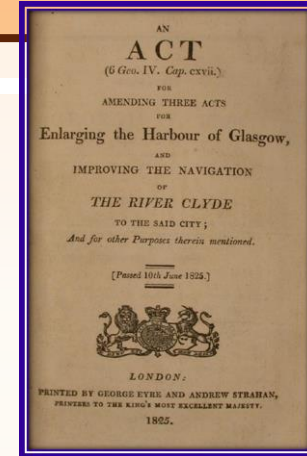 AN
ACT
(6 Geo. IV. Cap. cxvii.)
FOR
AMENDING THREE ACTS
FOR
Enlarging the Harbour of Glasgow,
AND
IMPROVING THE NAVIGATION
OF
THE RIVER CLYDE
TO THE SAID CITY;
And for other Purposes therein mentioned.
[Passed 10th June 1825.]
LONDON:
PRINTED BY GEORGE EYRE AND ANDREW STRAHAN,
PRINTERS TO THE KING'S MOST EXCELLENT MAJESTY.
1825.